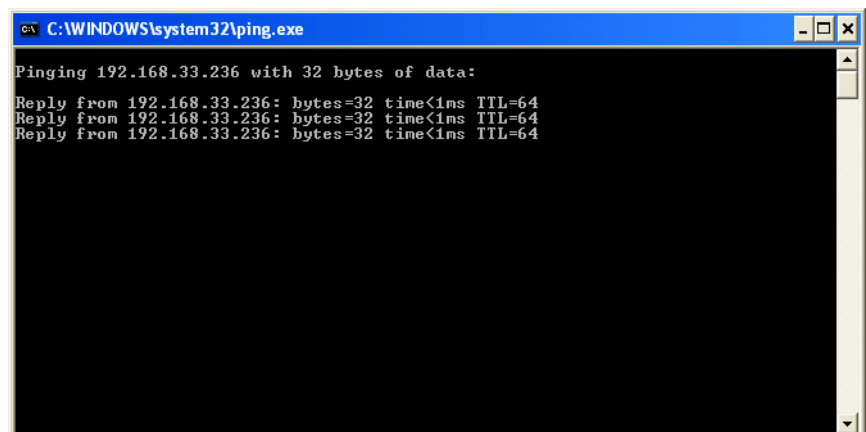 C:\WINDOWS\system32\ping.exe
Pinging 192.168.33.236 with 32 bytes of data:
Reply from 192.168.33.236: bytes=32 time<1ms TTL=64
Reply from 192.168.33.236: bytes=32 time<1ms TTL=64
Reply from 192.168.33.236: bytes=32 time<1ms TTL=64